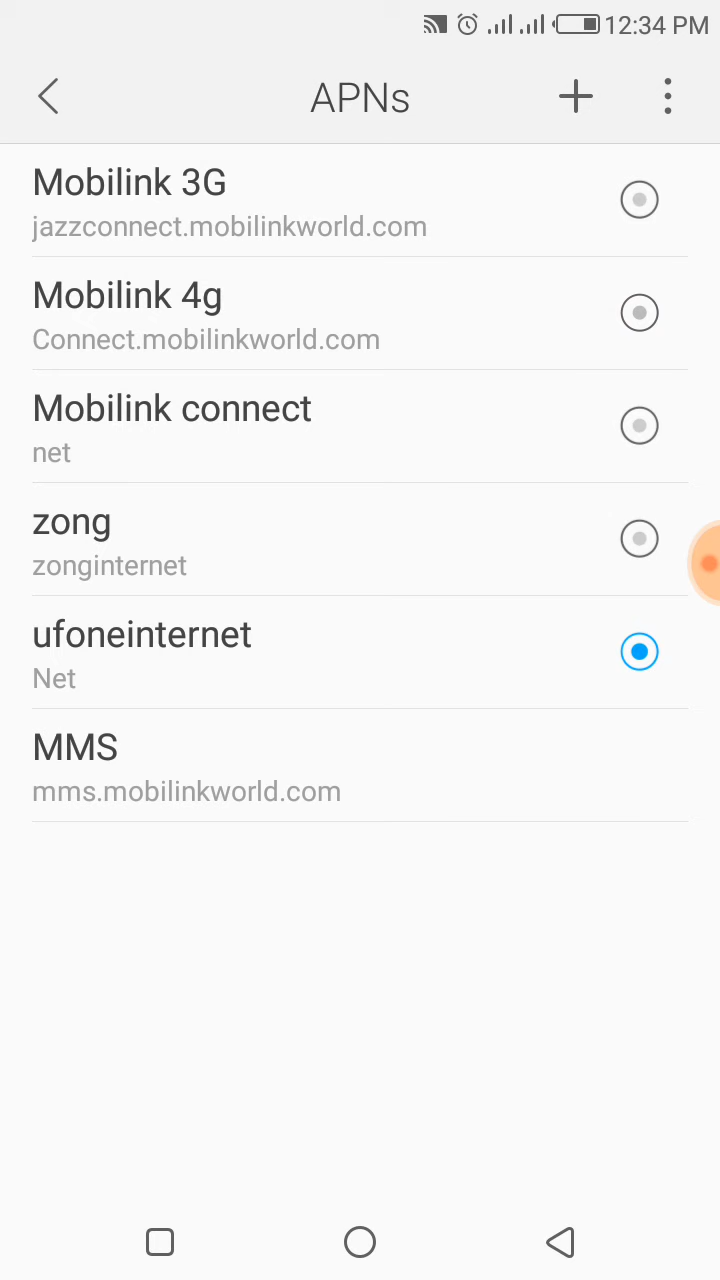 12:34 PM
APNs
Mobilink 3G
jazzconnect.mobilinkworld.com
Mobilink 4g
Connect.mobilinkworld.com
Mobilink connect
net
zong
zonginternet
ufoneinternet
Net
MMS
mms.mobilinkworld.com